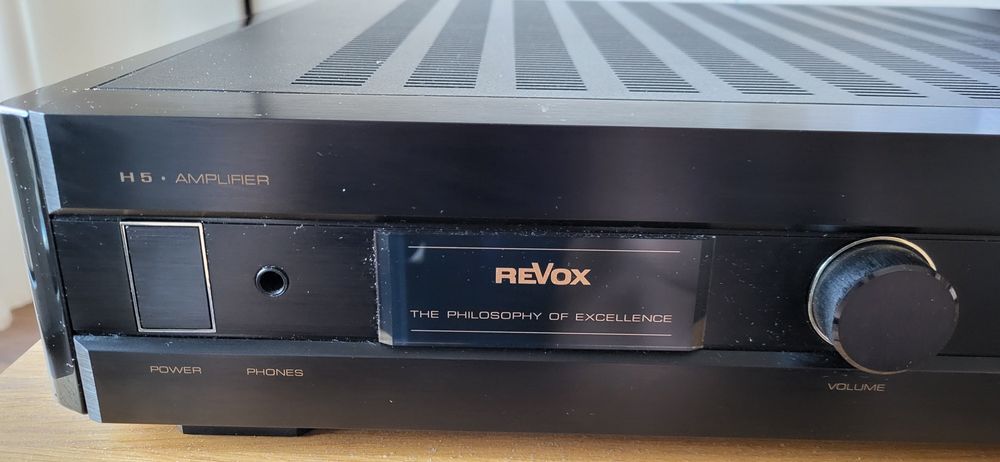 H5 • AMPLIFIER
REVOX
THE PHILOSOPHY OF EXCELLENCE
POWER
PHONES
VOLUME